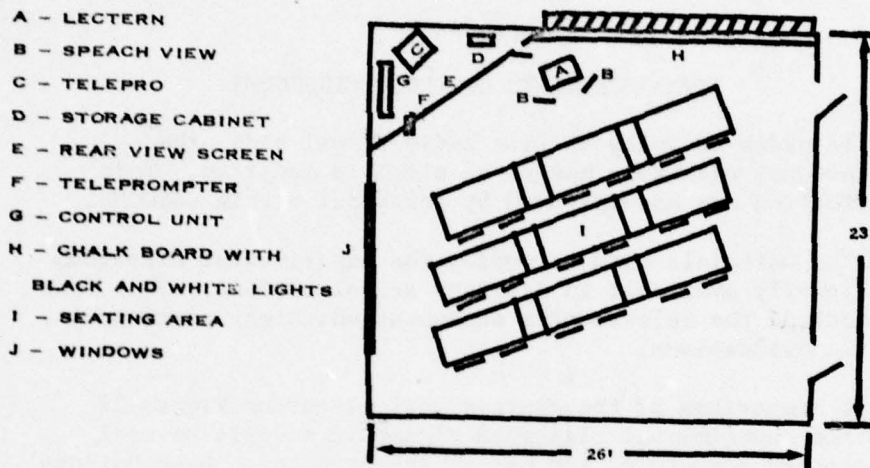 A – LECTERN
B – SPEACH VIEW
C – TELEPRO
D – STORAGE CABINET
E – REAR VIEW SCREEN
F – TELEPROMPTER
G – CONTROL UNIT
H – CHALK BOARD WITH
BLACK AND WHITE LIGHTS
I – SEATING AREA
J – WINDOWS
C
D
H
G
E
A
B
F
B
I
J
23
26'